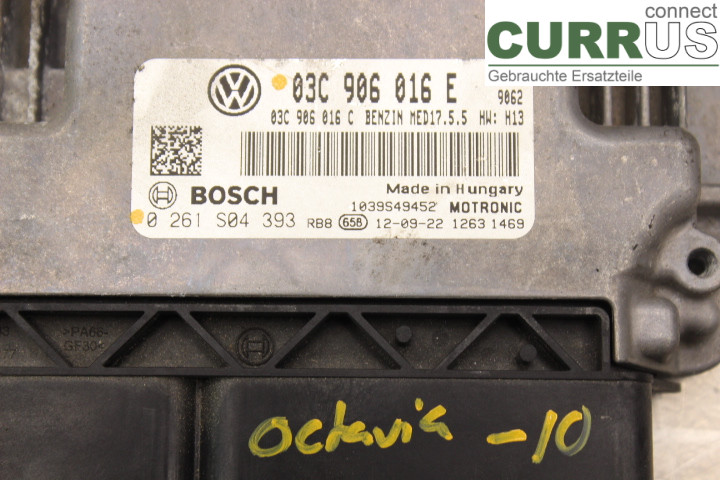 connect
CURRUS
Gebrauchte Ersatzteile
03C 906 016 E 9062
03C 906 016 C BENZIN MED17.5.5 HW: H13
BOSCH
Made in Hungary
1039S49452 MOTRONIC
0 261 S04 393 RB8 658 12-09-22 1263 1469
>PA66-
GF30<
Octavia -10